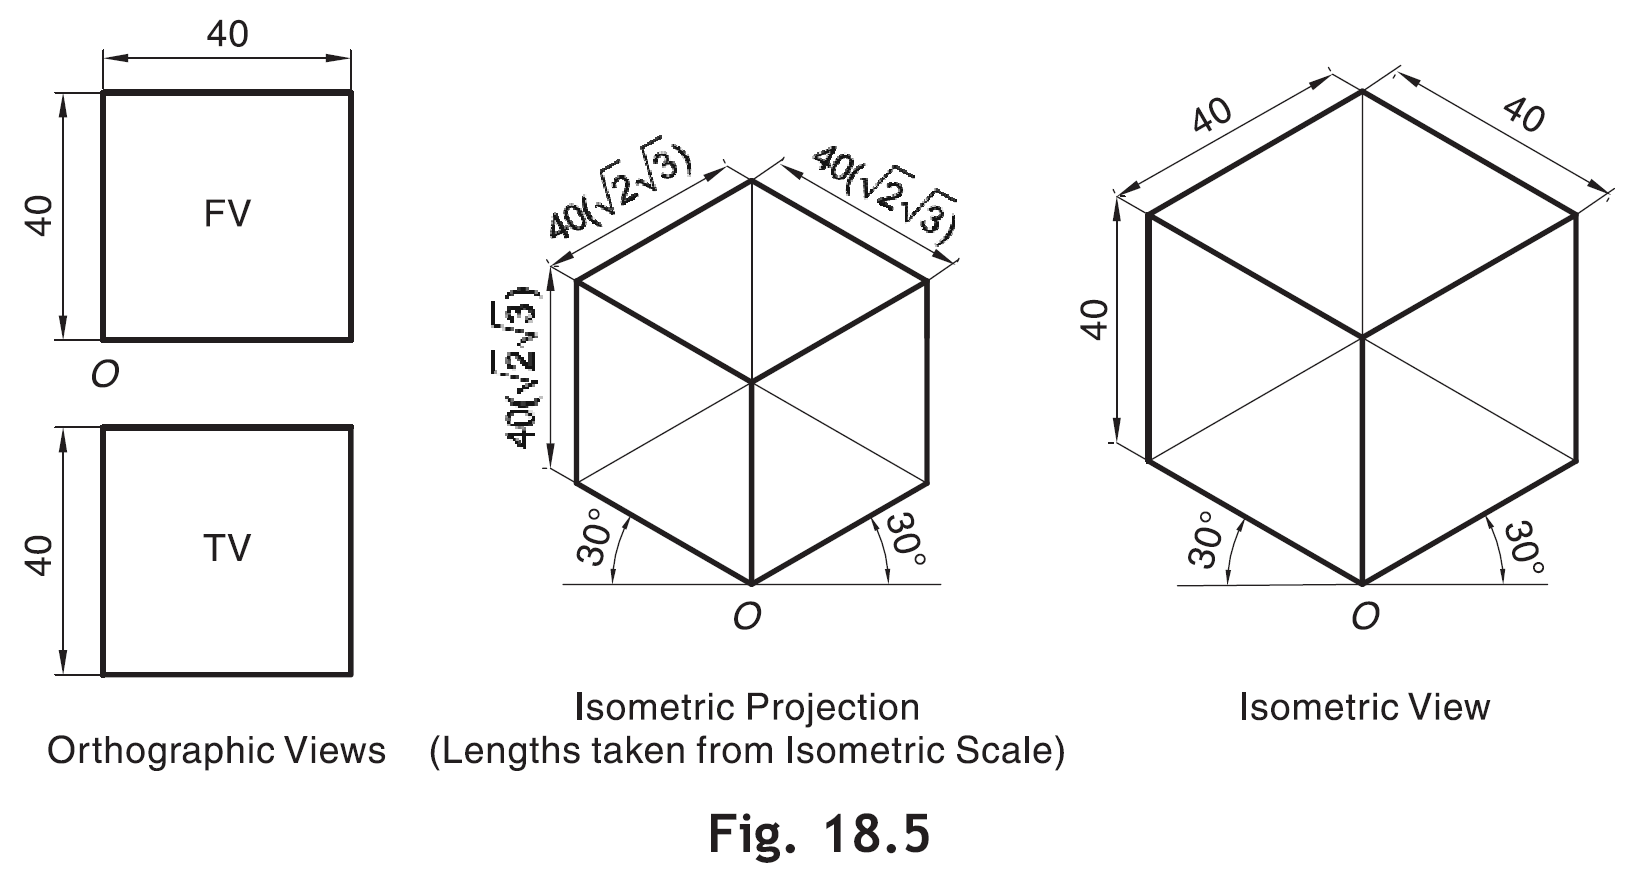 40
40
FV
O
40
TV
Orthographic Views
40(√2√3)
40(√2√3)
40(√2√3)
30°
30°
O
Isometric Projection
(Lengths taken from Isometric Scale)
40
40
40
30°
30°
O
Isometric View
Fig. 18.5